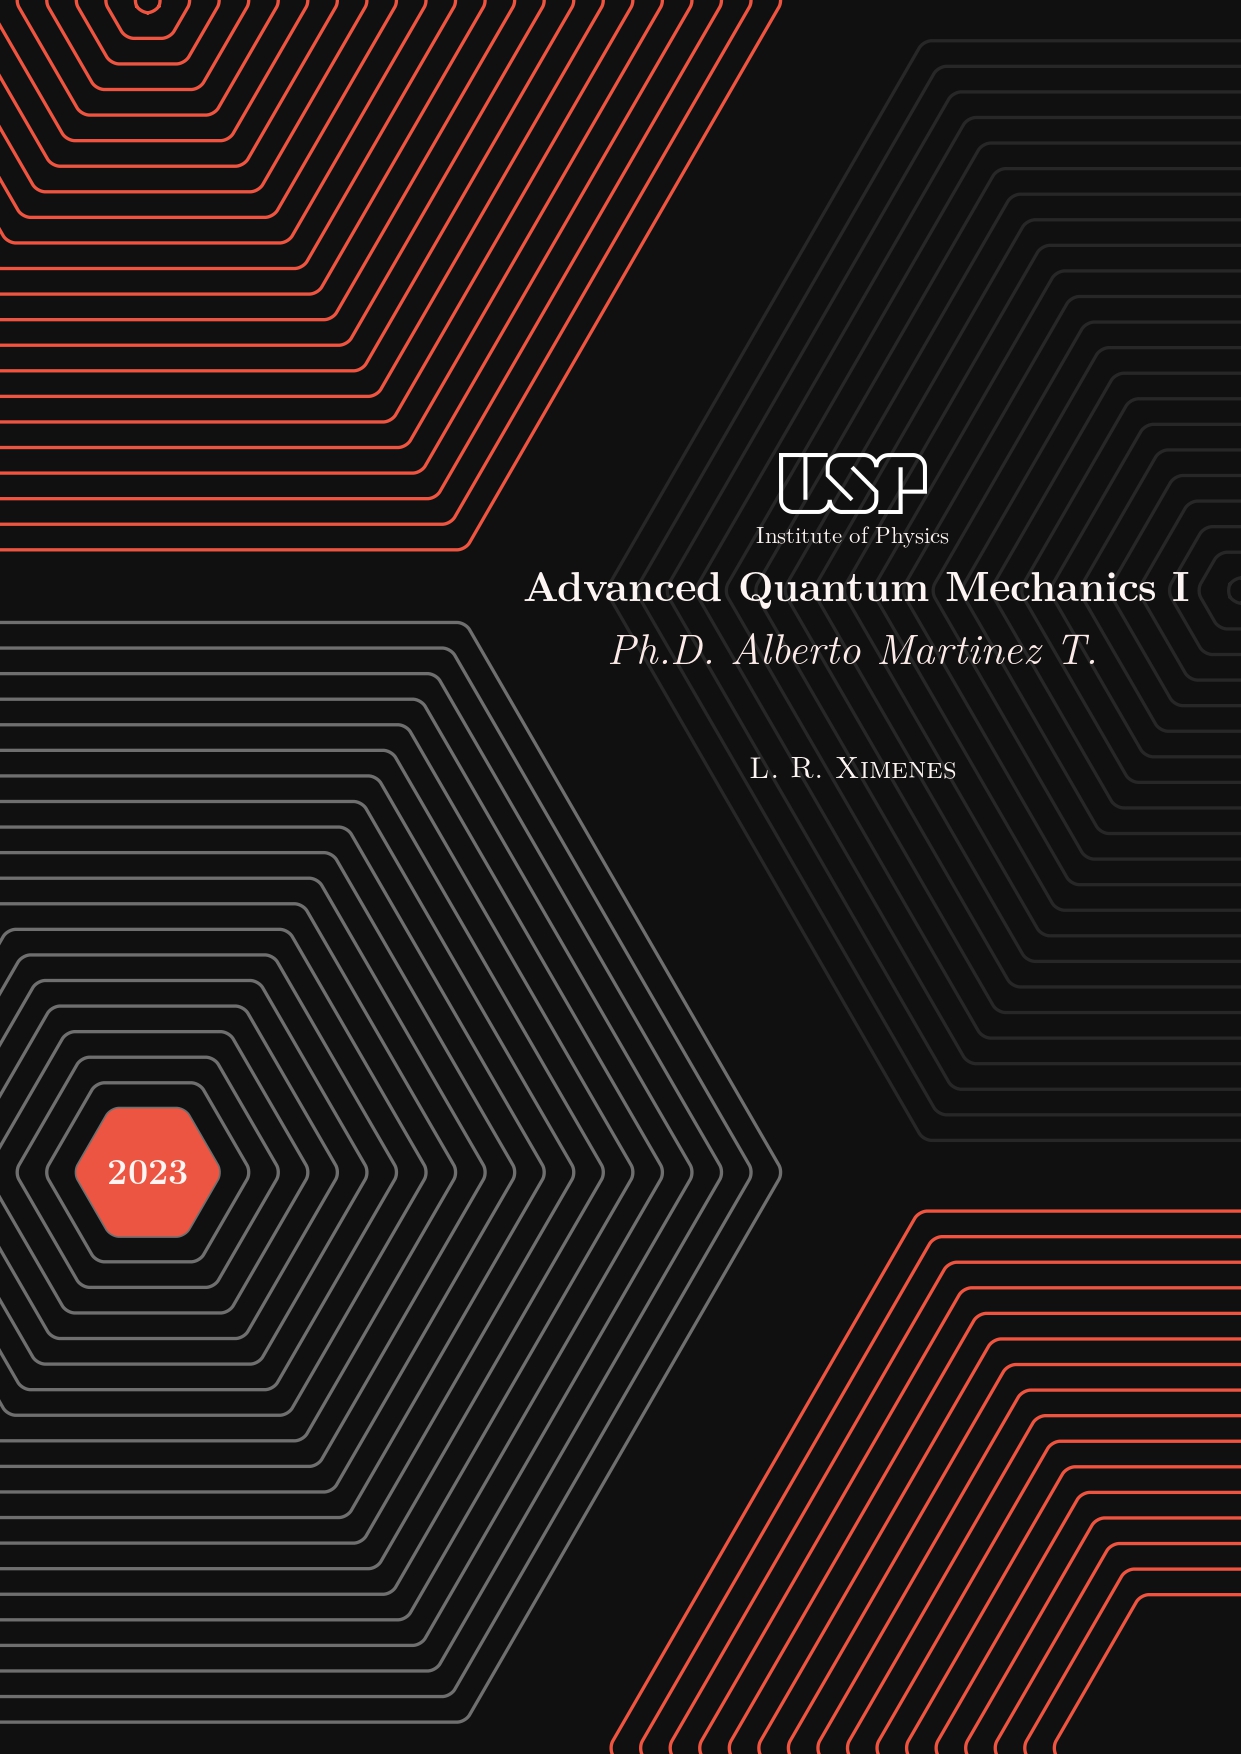 USP
Institute of Physics
Advanced Quantum Mechanics I
Ph.D. Alberto Martinez T.
L. R. Ximenes
2023